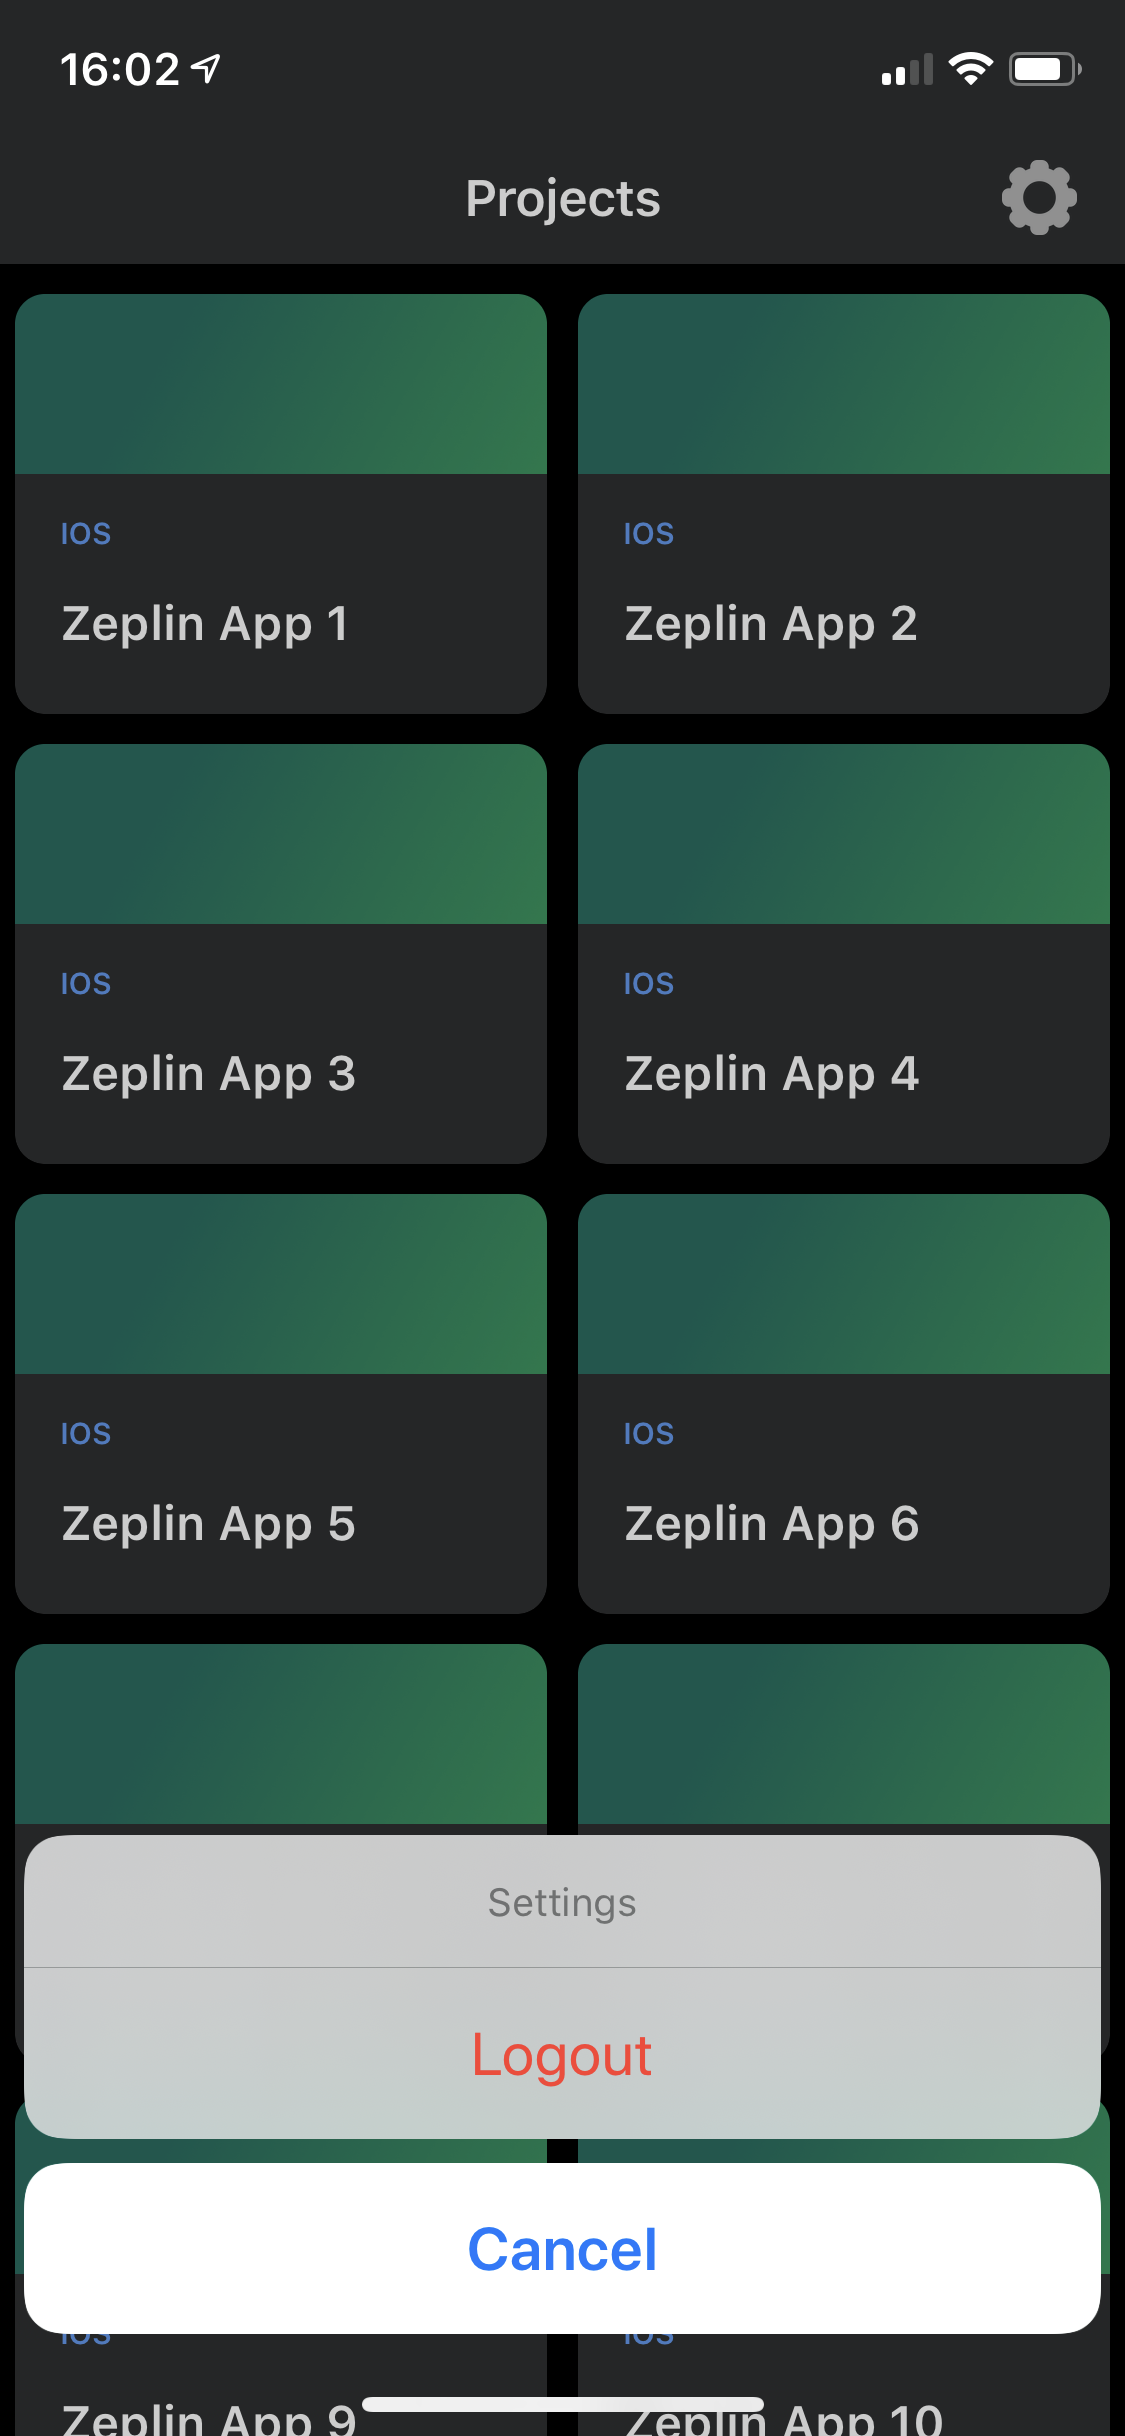 16:02
Projects
IOS
IOS
Zeplin App 1
Zeplin App 2
IOS
IOS
Zeplin App 3
Zeplin App 4
IOS
IOS
Zeplin App 5
Zeplin App 6
Settings
Logout
Cancel
IOS
IOS
Zeplin App 9
Zeplin App 10